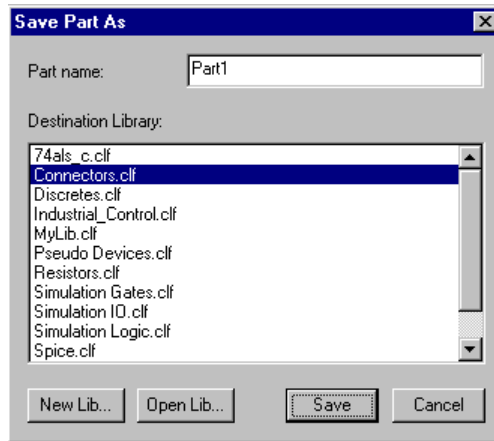 Save Part As
Part name: Part1
Destination Library:
74als_c.clf
Connectors.clf
Discretes.clf
Industrial_Control.clf
MyLib.clf
Pseudo Devices.clf
Resistors.clf
Simulation Gates.clf
Simulation IO.clf
Simulation Logic.clf
Spice.clf
New Lib... Open Lib... Save Cancel